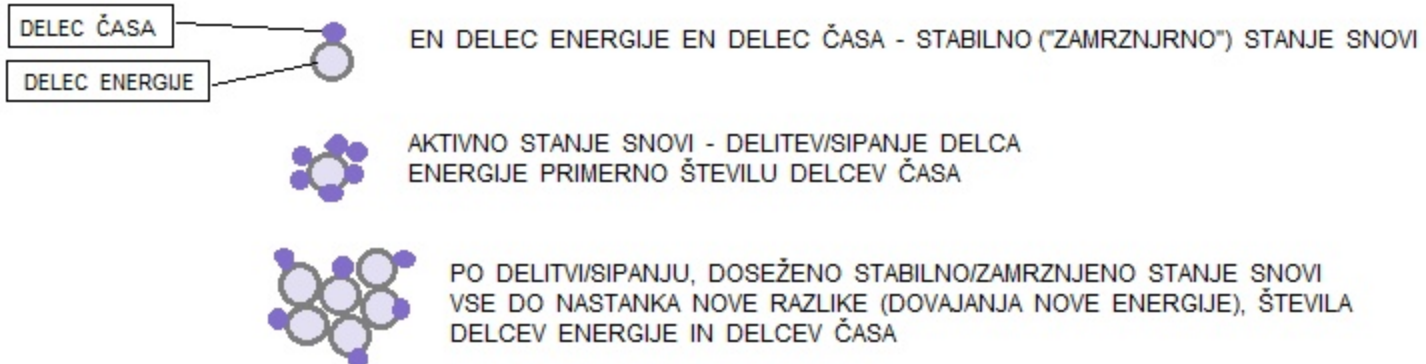 DELEC ČASA
EN DELEC ENERGIJE EN DELEC ČASA - STABILNO ("ZAMRZNJRNO") STANJE SNOVI
DELEC ENERGIJE
AKTIVNO STANJE SNOVI - DELITEV/SIPANJE DELCA
ENERGIJE PRIMERNO ŠTEVILU DELCEV ČASA
PO DELITVI/SIPANJU, DOSEŽENO STABILNO/ZAMRZNJENO STANJE SNOVI
VSE DO NASTANKA NOVE RAZLIKE (DOVAJANJA NOVE ENERGIJE), ŠTEVILA
DELCEV ENERGIJE IN DELCEV ČASA